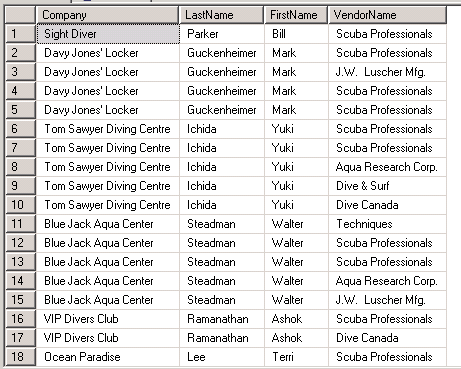 Company LastName FirstName VendorName
1 Sight Diver Parker Bill Scuba Professionals
2 Davy Jones' Locker Guckenheimer Mark Scuba Professionals
3 Davy Jones' Locker Guckenheimer Mark J.W. Luscher Mfg.
4 Davy Jones' Locker Guckenheimer Mark Scuba Professionals
5 Davy Jones' Locker Guckenheimer Mark Scuba Professionals
6 Tom Sawyer Diving Centre Ichida Yuki Scuba Professionals
7 Tom Sawyer Diving Centre Ichida Yuki Scuba Professionals
8 Tom Sawyer Diving Centre Ichida Yuki Aqua Research Corp.
9 Tom Sawyer Diving Centre Ichida Yuki Dive & Surf
10 Tom Sawyer Diving Centre Ichida Yuki Dive Canada
11 Blue Jack Aqua Center Steadman Walter Techniques
12 Blue Jack Aqua Center Steadman Walter Scuba Professionals
13 Blue Jack Aqua Center Steadman Walter Scuba Professionals
14 Blue Jack Aqua Center Steadman Walter Aqua Research Corp.
15 Blue Jack Aqua Center Steadman Walter J.W. Luscher Mfg.
16 VIP Divers Club Ramanathan Ashok Scuba Professionals
17 VIP Divers Club Ramanathan Ashok Dive Canada
18 Ocean Paradise Lee Terri Scuba Professionals